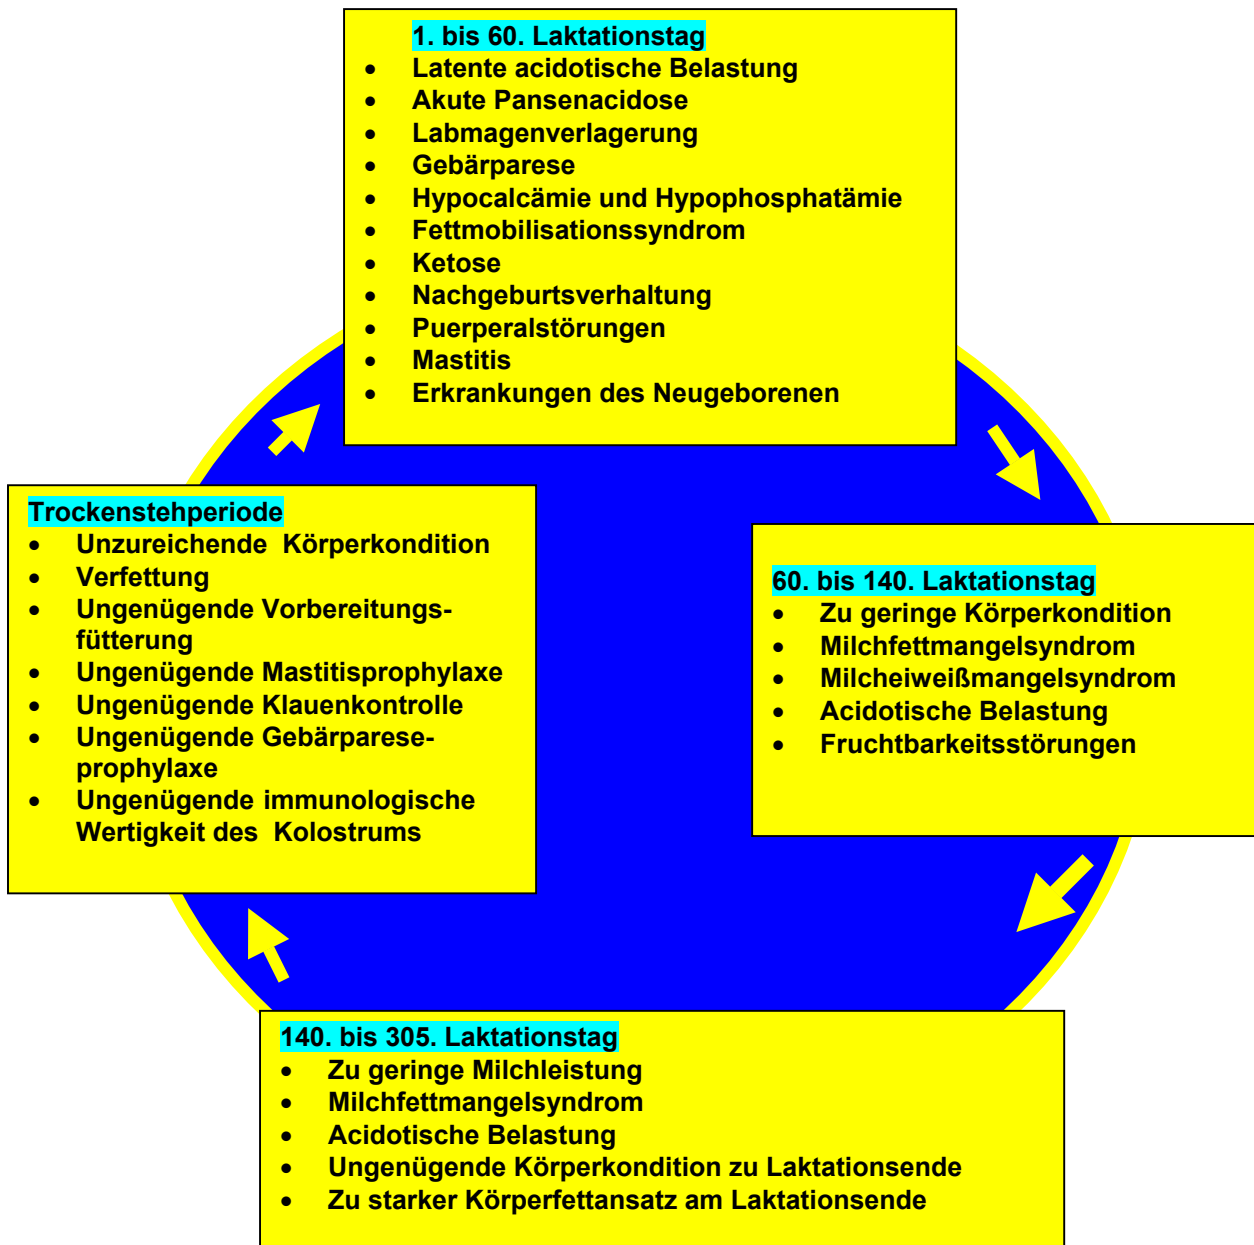 1. bis 60. Laktationstag
• Latente acidotische Belastung
• Akute Pansenacidose
• Labmagenverlagerung
• Gebärparese
• Hypocalcämie und Hypophosphatämie
• Fettmobilisationssyndrom
• Ketose
• Nachgeburtsverhaltung
• Puerperalstörungen
• Mastitis
• Erkrankungen des Neugeborenen
60. bis 140. Laktationstag
• Zu geringe Körperkondition
• Milchfettmangelsyndrom
• Milcheiweißmangelsyndrom
• Acidotische Belastung
• Fruchtbarkeitsstörungen
140. bis 305. Laktationstag
• Zu geringe Milchleistung
• Milchfettmangelsyndrom
• Acidotische Belastung
• Ungenügende Körperkondition zu Laktationsende
• Zu starker Körperfettansatz am Laktationsende
Trockenstehperiode
• Unzureichende Körperkondition
• Verfettung
• Ungenügende Vorbereitungs-
fütterung
• Ungenügende Mastitisprophylaxe
• Ungenügende Klauenkontrolle
• Ungenügende Gebärparese-
prophylaxe
• Ungenügende immunologische
Wertigkeit des Kolostrums